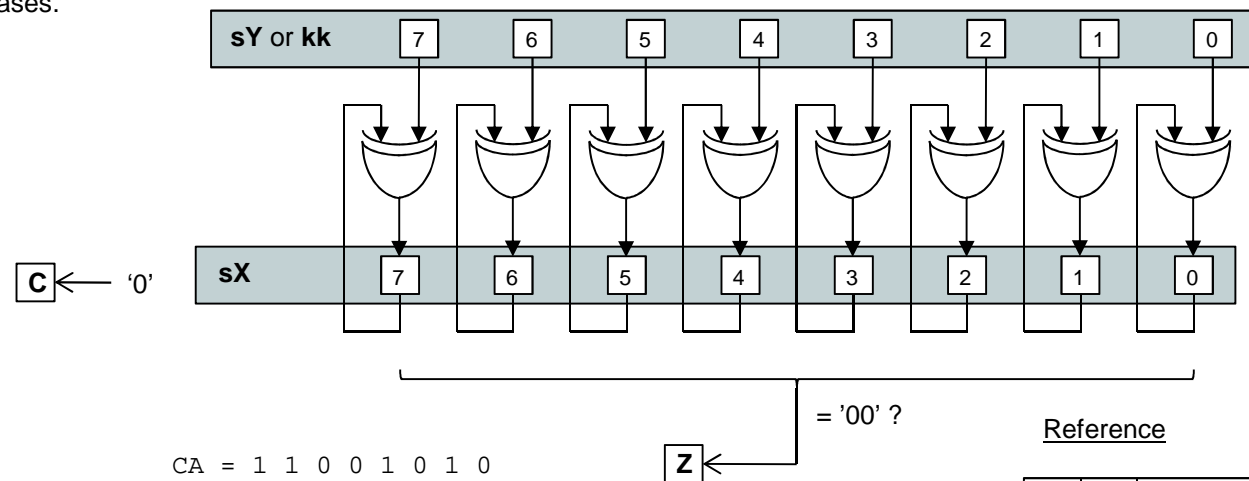 ases.
sY or kk 7 6 5 4 3 2 1 0
C ‘0’ sX 7 6 5 4 3 2 1 0
= ’00’ ?
Reference
CA = 1 1 0 0 1 0 1 0
Z